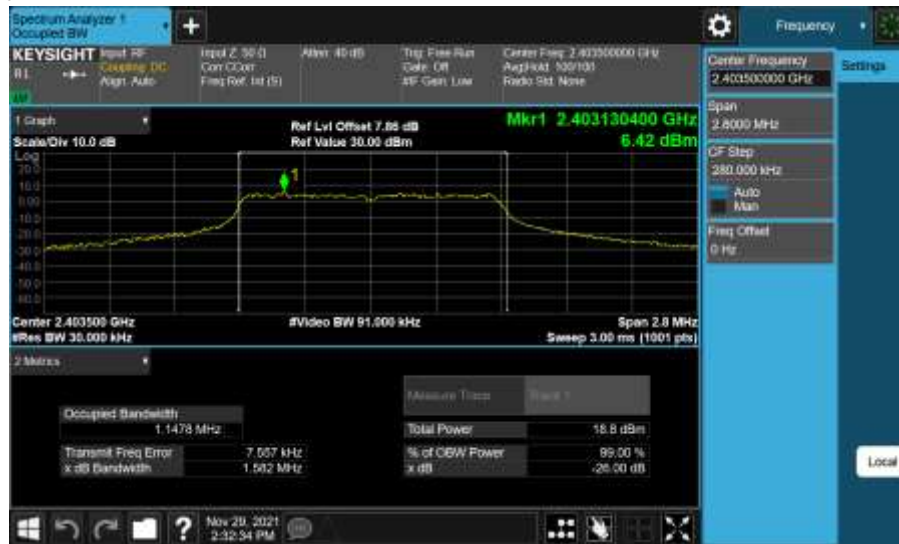 Spectrum Analyzer 1
Occupied BW
Frequency
KEYSIGHT
Input: RF
Coupling: DC
Align: Auto
Input Z: 50 Ω
Corr CCorr
Freq Ref: Int (S)
Atten: 40 dB
Trig: Free Run
Gate: Off
#IF Gain: Low
Center Freq: 2.403500000 GHz
Avg|Hold: 100/100
Radio Std: None
1 Graph
Scale/Div 10.0 dB
Ref Lvl Offset 7.86 dB
Ref Value 30.00 dBm
Mkr1 2.403130400 GHz
6.42 dBm
Log
20.0
10.0
0.00
-10.0
-20.0
-30.0
-40.0
-50.0
-60.0
1
Center 2.403500 GHz
#Res BW 30.000 kHz
#Video BW 91.000 kHz
Span 2.8 MHz
Sweep 3.00 ms (1001 pts)
2 Metrics
Measure Trace
Trace 1
Occupied Bandwidth
1.1478 MHz
Total Power
18.8 dBm
Transmit Freq Error
7.567 kHz
% of OBW Power
99.00 %
x dB Bandwidth
1.582 MHz
x dB
-26.00 dB
Center Frequency
2.403500000 GHz
Settings
Span
2.8000 MHz
CF Step
280.000 kHz
Auto
Man
Freq Offset
0 Hz
Local
Nov 29, 2021
2:32:34 PM